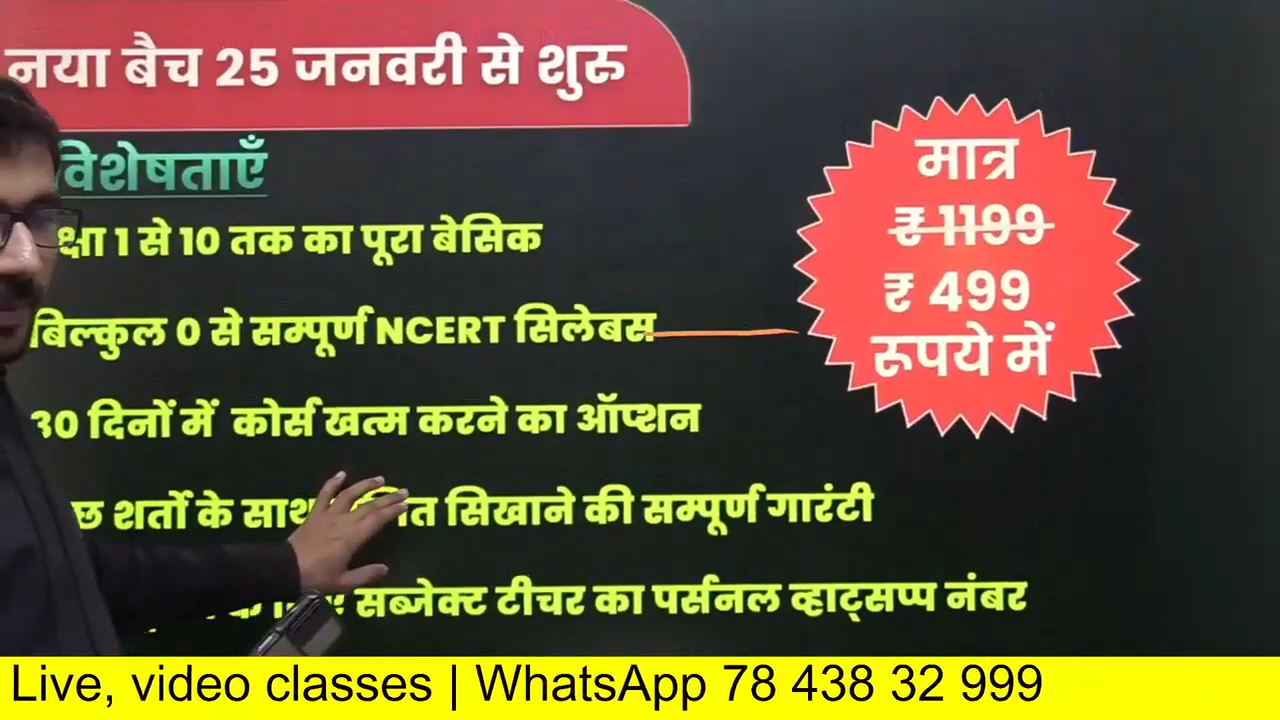 नया बैच 25 जनवरी से शुरु
विशेषताएँ
1 से 10 तक का पूरा बेसिक
बिल्कुल 0 से सम्पूर्ण NCERT सिलेबस
30 दिनों में कोर्स खत्म करने का ऑप्शन
शर्तो के साथ सिखाने की सम्पूर्ण गारंटी
सब्जेक्ट टीचर का पर्सनल व्हाट्सप्प नंबर
मात्र
₹ 1199
₹ 499
रूपये में
Live, video classes | WhatsApp 78 438 32 999